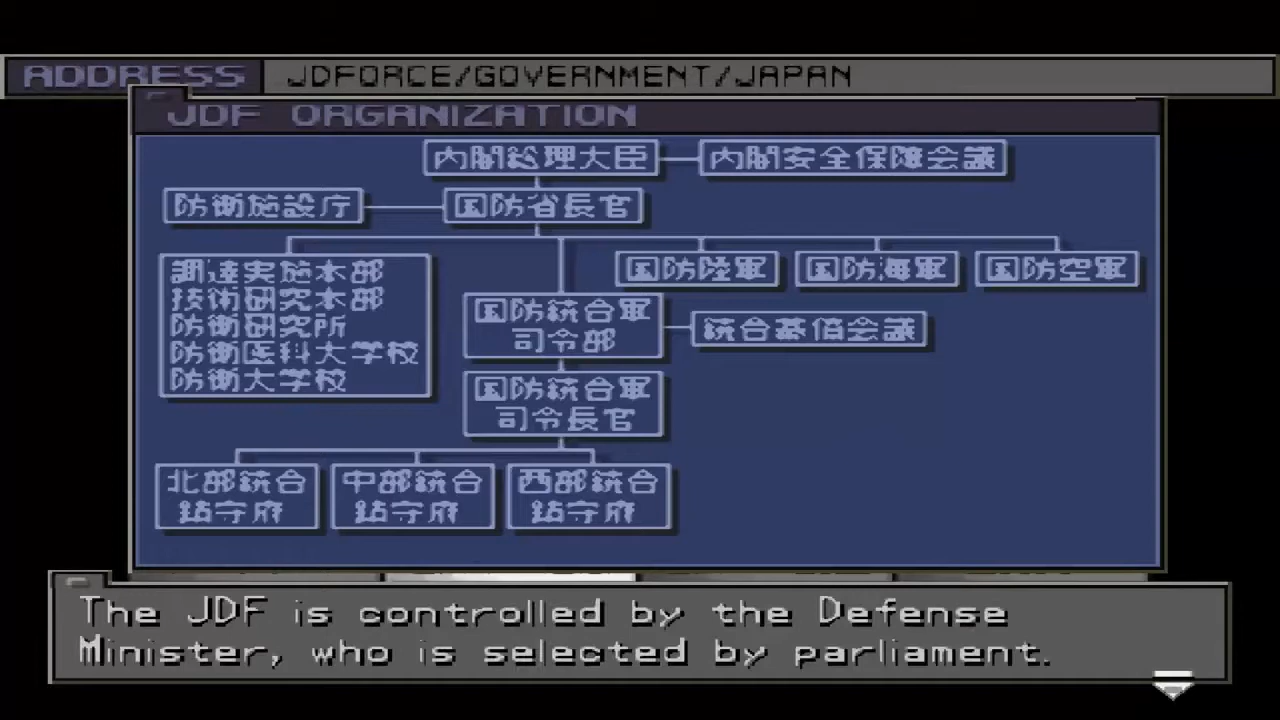 ADDRESS JDFORCE/GOVERNMENT/JAPAN
JDF ORGANIZATION
内閣総理大臣
内閣安全保障会議
防衛施設庁
国防省長官
調達実施本部
技術研究本部
防衛研究所
防衛医科大学校
防衛大学校
国防陸軍
国防海軍
国防空軍
国防統合軍
司令部
統合幕僚会議
国防統合軍
司令長官
北部統合
鎮守府
中部統合
鎮守府
西部統合
鎮守府
The JDF is controlled by the Defense
Minister, who is selected by parliament.